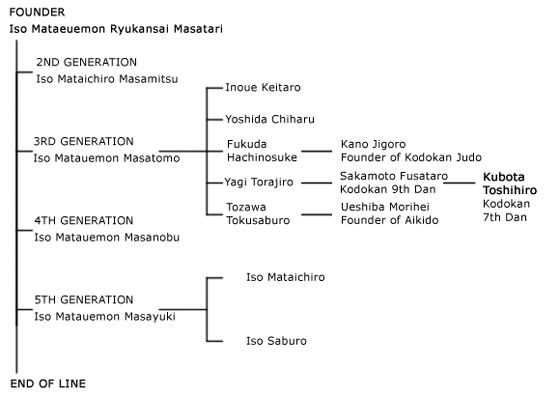 FOUNDER
Iso Mataeuemon Ryukansai Masatari
2ND GENERATION
Iso Mataichiro Masamitsu
3RD GENERATION
Iso Matauemon Masatomo
Inoue Keitaro
Yoshida Chiharu
Fukuda
Hachinosuke
Kano Jigoro
Founder of Kodokan Judo
Yagi Torajiro
Sakamoto Fusataro
Kodokan 9th Dan
Kubota
Toshihiro
Kodokan
7th Dan
Tozawa
Tokusaburo
Ueshiba Morihei
Founder of Aikido
4TH GENERATION
Iso Matauemon Masanobu
5TH GENERATION
Iso Matauemon Masayuki
Iso Mataichiro
Iso Saburo
END OF LINE